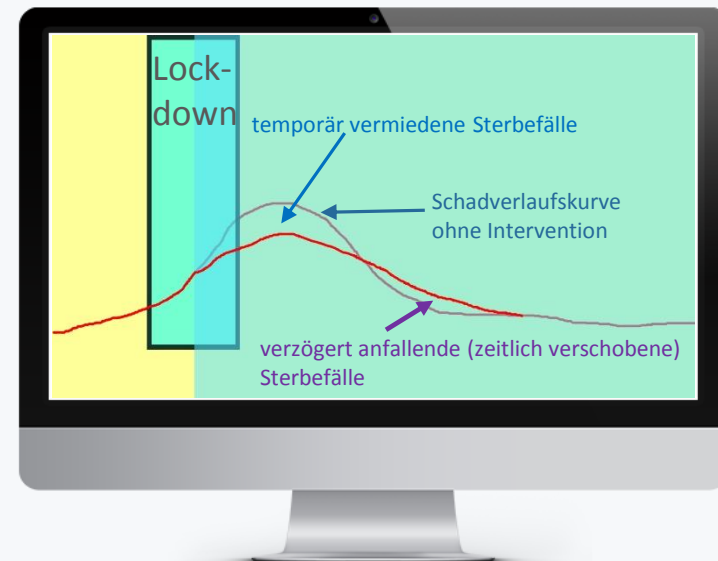 Lock-
down
temporär vermiedene Sterbefälle
Schadverlaufskurve
ohne Intervention
verzögert anfallende (zeitlich verschobene)
Sterbefälle